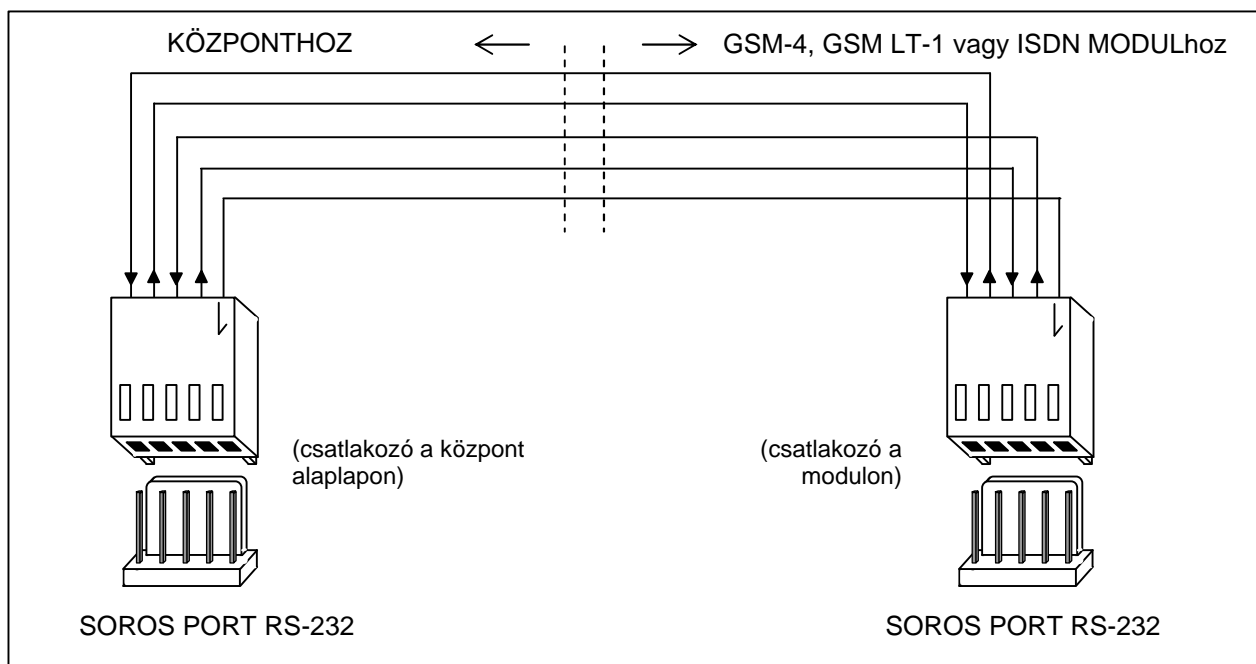 KÖZPONTHOZ
GSM-4, GSM LT-1 vagy ISDN MODULhoz
(csatlakozó a központ
alaplapon)
(csatlakozó a
modulon)
SOROS PORT RS-232
SOROS PORT RS-232